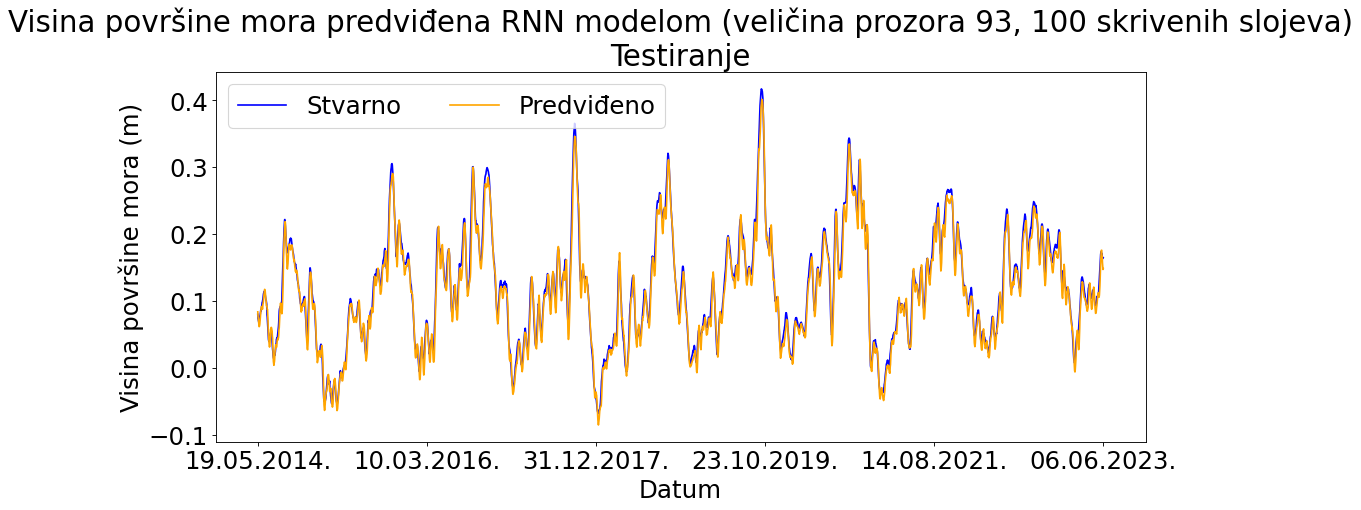 Visina površine mora predviđena RNN modelom (veličina prozora 93, 100 skrivenih slojeva)
Testiranje
Stvarno
Predviđeno
Visina površine mora (m)
0.4
0.3
0.2
0.1
0.0
−0.1
19.05.2014.
10.03.2016.
31.12.2017.
23.10.2019.
14.08.2021.
06.06.2023.
Datum